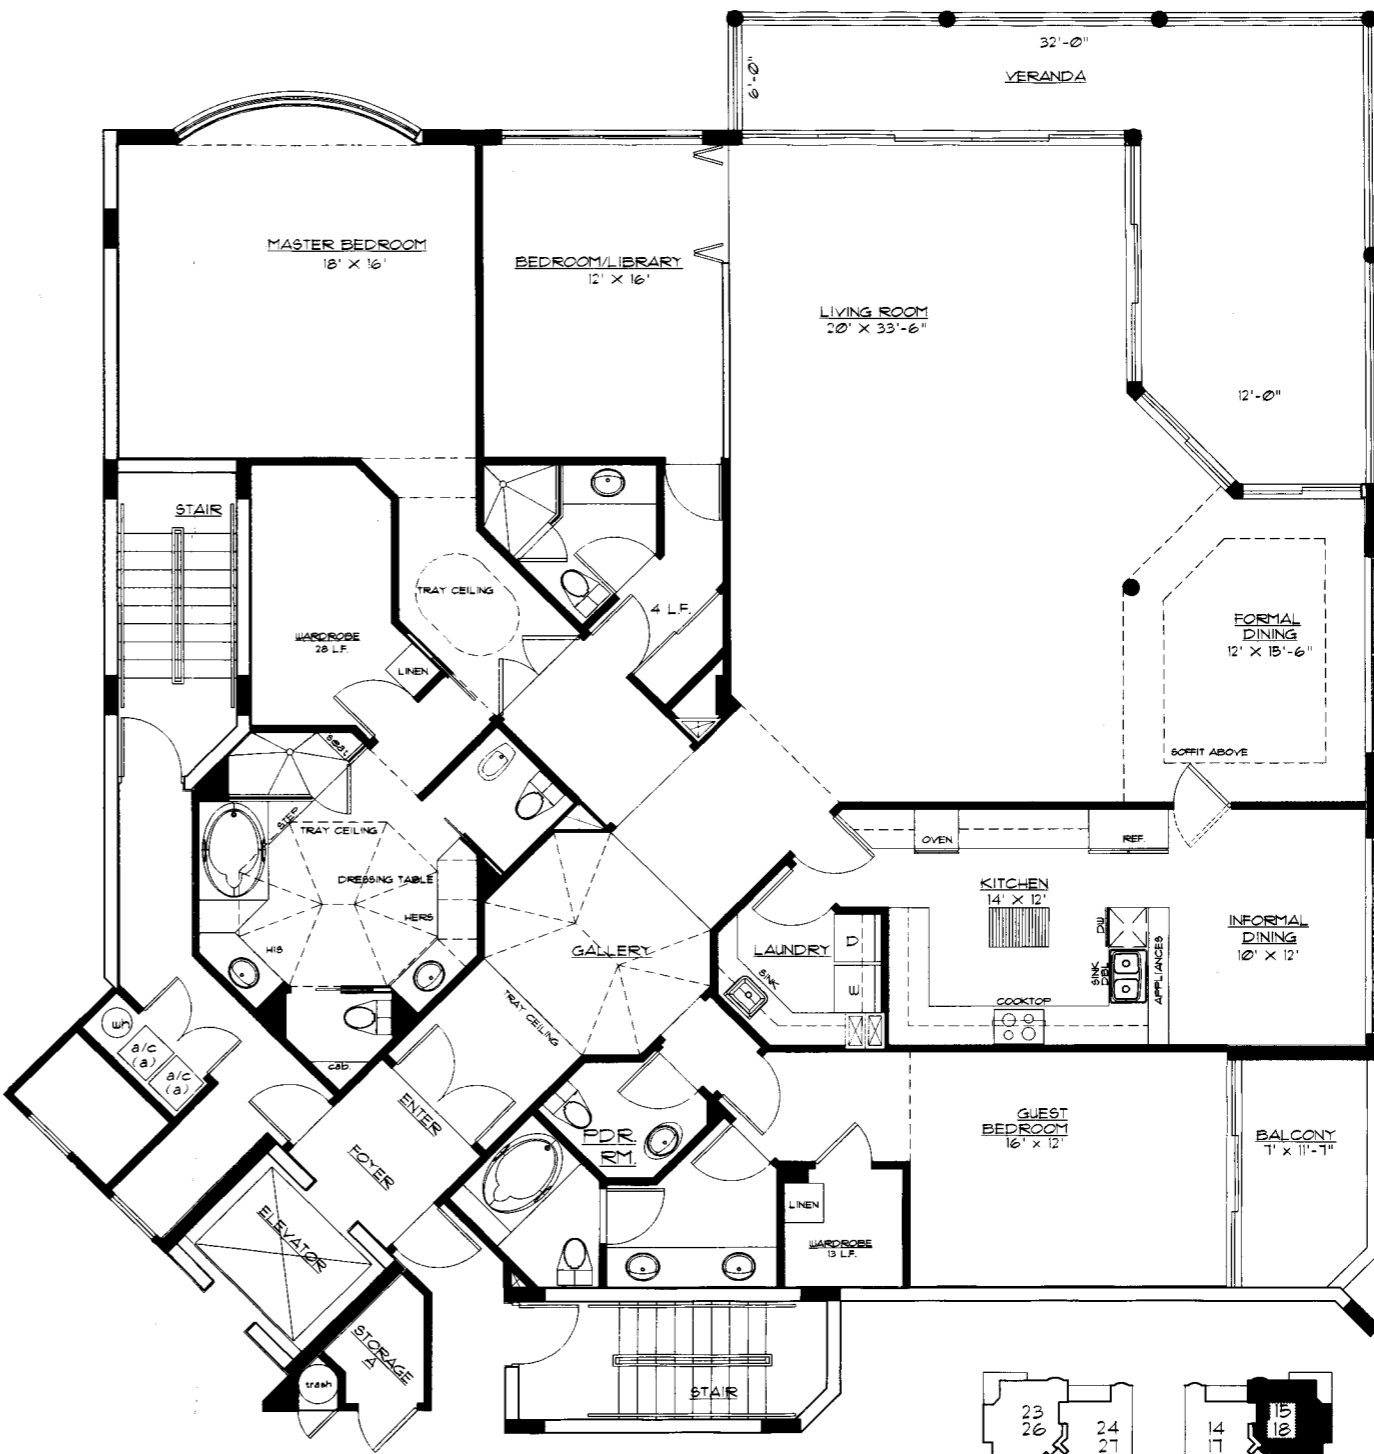 32'-0"
6'-0"
VERANDA
MASTER BEDROOM
18' X 16'
BEDROOM/LIBRARY
12' X 16'
LIVING ROOM
20' X 33'-6"
12'-0"
STAIR
TRAY CEILING
4 L.F.
WARDROBE
28 L.F.
LINEN
FORMAL
DINING
12' X 15'-6"
SOFFIT ABOVE
seat
STEP
TRAY CEILING
DRESSING TABLE
HERS
HIS
OVEN
REF.
KITCHEN
14' X 12'
GALLERY
LAUNDRY
D
W
SINK
DW
SINK
DBL
APPLIANCES
COOKTOP
INFORMAL
DINING
10' X 12'
TRAY CEILING
wh
a/c
(a)
a/c
(a)
cab.
ENTER
FOYER
PDR.
RM.
GUEST
BEDROOM
16' X 12'
BALCONY
7' X 11'-7"
LINEN
WARDROBE
13 L.F.
ELEVATOR
STORAGE
A
trash
STAIR
23
26
24
27
14
17
15
18